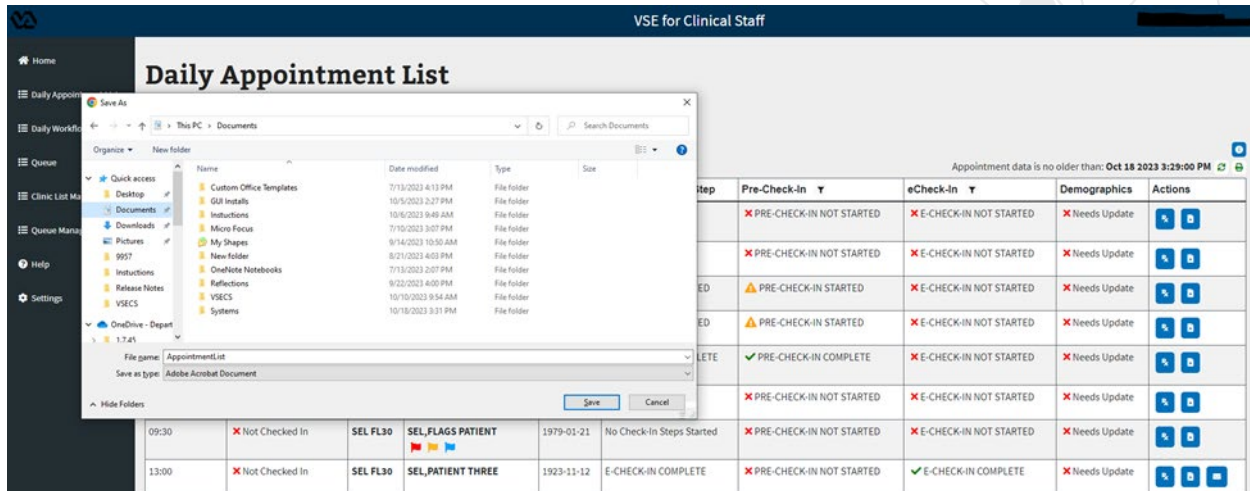 VSE for Clinical Staff
Home
Daily Appointment List
Daily Appoint
Daily Workflo
Queue
Clinic List Ma
Queue Mana
Help
Settings
Save As
This PC > Documents
Search Documents
Organize New folder
Quick access
Desktop
Documents
Downloads
Pictures
9957
Instuctions
Release Notes
VSECS
OneDrive - Depart
1.7.45
Name Date modified Type Size
Custom Office Templates 7/13/2023 4:13 PM File folder
GUI Installs 10/5/2023 2:27 PM File folder
Instuctions 10/6/2023 9:49 AM File folder
Micro Focus 7/10/2023 3:07 PM File folder
My Shapes 9/14/2023 10:50 AM File folder
New folder 8/21/2023 4:03 PM File folder
OneNote Notebooks 7/13/2023 2:07 PM File folder
Reflections 9/22/2023 4:00 PM File folder
VSECS 10/10/2023 9:54 AM File folder
Systems 10/18/2023 3:31 PM File folder
File name: AppointmentList
Save as type: Adobe Acrobat Document
Hide Folders Save Cancel
Appointment data is no older than: Oct 18 2023 3:29:00 PM
tep Pre-Check-In eCheck-In Demographics Actions
PRE-CHECK-IN NOT STARTED E-CHECK-IN NOT STARTED Needs Update
PRE-CHECK-IN NOT STARTED E-CHECK-IN NOT STARTED Needs Update
ED PRE-CHECK-IN STARTED E-CHECK-IN NOT STARTED Needs Update
ED PRE-CHECK-IN STARTED E-CHECK-IN NOT STARTED Needs Update
LETE PRE-CHECK-IN COMPLETE E-CHECK-IN NOT STARTED Needs Update
PRE-CHECK-IN NOT STARTED E-CHECK-IN NOT STARTED Needs Update
09:30 Not Checked In SEL FL30 SEL,FLAGS PATIENT 1979-01-21 No Check-In Steps Started PRE-CHECK-IN NOT STARTED E-CHECK-IN NOT STARTED Needs Update
13:00 Not Checked In SEL FL30 SEL,PATIENT THREE 1923-11-12 E-CHECK-IN COMPLETE PRE-CHECK-IN NOT STARTED E-CHECK-IN COMPLETE Needs Update